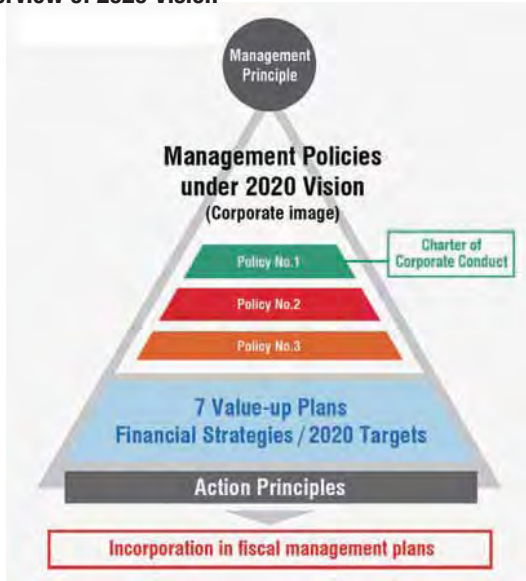 Management
Principle
Management Policies
under 2020 Vision
(Corporate image)
Policy No.1
Charter of
Corporate Conduct
Policy No.2
Policy No.3
7 Value-up Plans
Financial Strategies / 2020 Targets
Action Principles
Incorporation in fiscal management plans